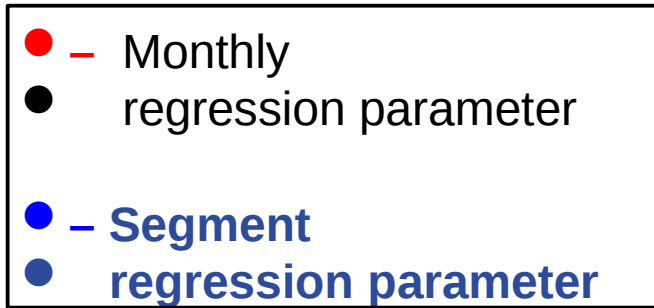 ● – Monthly
● regression parameter
● – Segment
● regression parameter